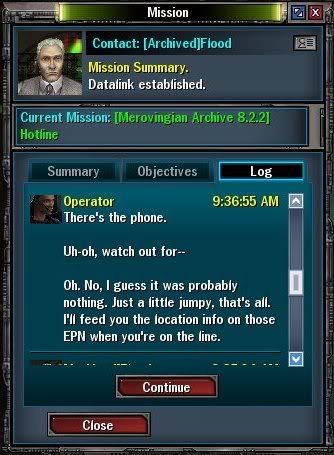 Mission
Contact: [Archived]Flood
Mission Summary.
Datalink established.
Current Mission: [Merovingian Archive 8.2.2]
Hotline
Summary
Objectives
Log
Operator 9:36:55 AM
There's the phone.
Uh-oh, watch out for--
Oh. No, I guess it was probably
nothing. Just a little jumpy, that's all.
I'll feed you the location info on those
EPN when you're on the line.
Continue
Close